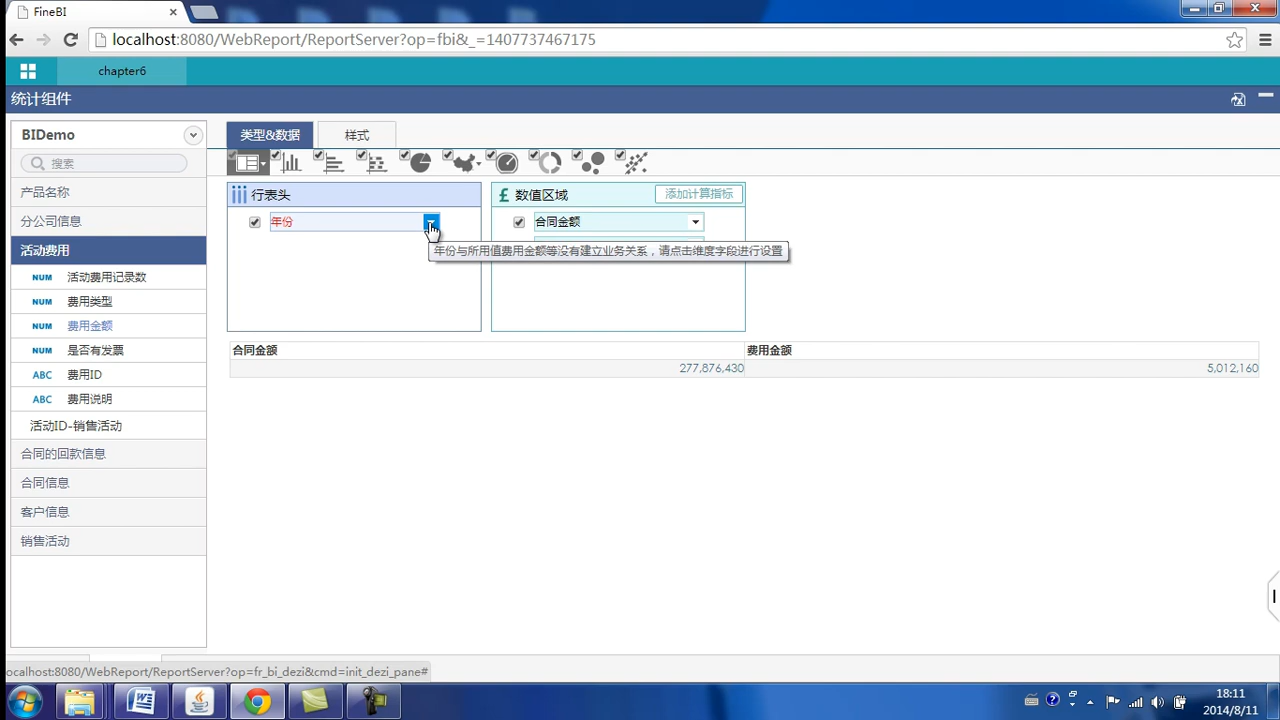 FineBI
localhost:8080/WebReport/ReportServer?op=fbi&_=1407737467175
chapter6
统计组件
BIDemo
搜索
产品名称
分公司信息
活动费用
NUM 活动费用记录数
NUM 费用类型
NUM 费用金额
NUM 是否有发票
ABC 费用ID
ABC 费用说明
活动ID-销售活动
合同的回款信息
合同信息
客户信息
销售活动
类型&数据 样式
行表头
年份
数值区域 添加计算指标
合同金额
年份与所用值费用金额等没有建立业务关系，请点击维度字段进行设置
合同金额 费用金额
277,876,430 5,012,160
ocalhost:8080/WebReport/ReportServer?op=fr_bi_dezi&cmd=init_dezi_pane#
18:11
2014/8/11